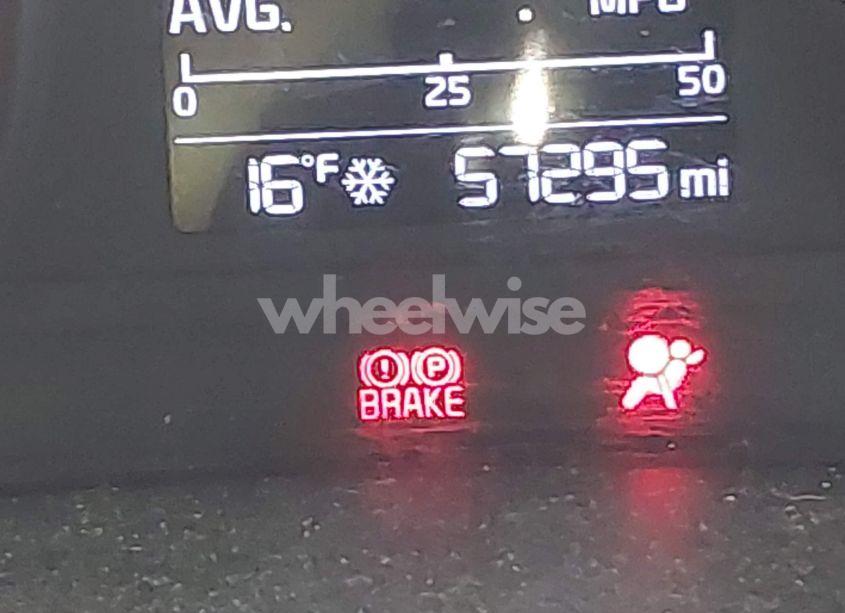 AVG. MPG
0 25 50
16°F 57295 mi
wheelwise
! P
BRAKE